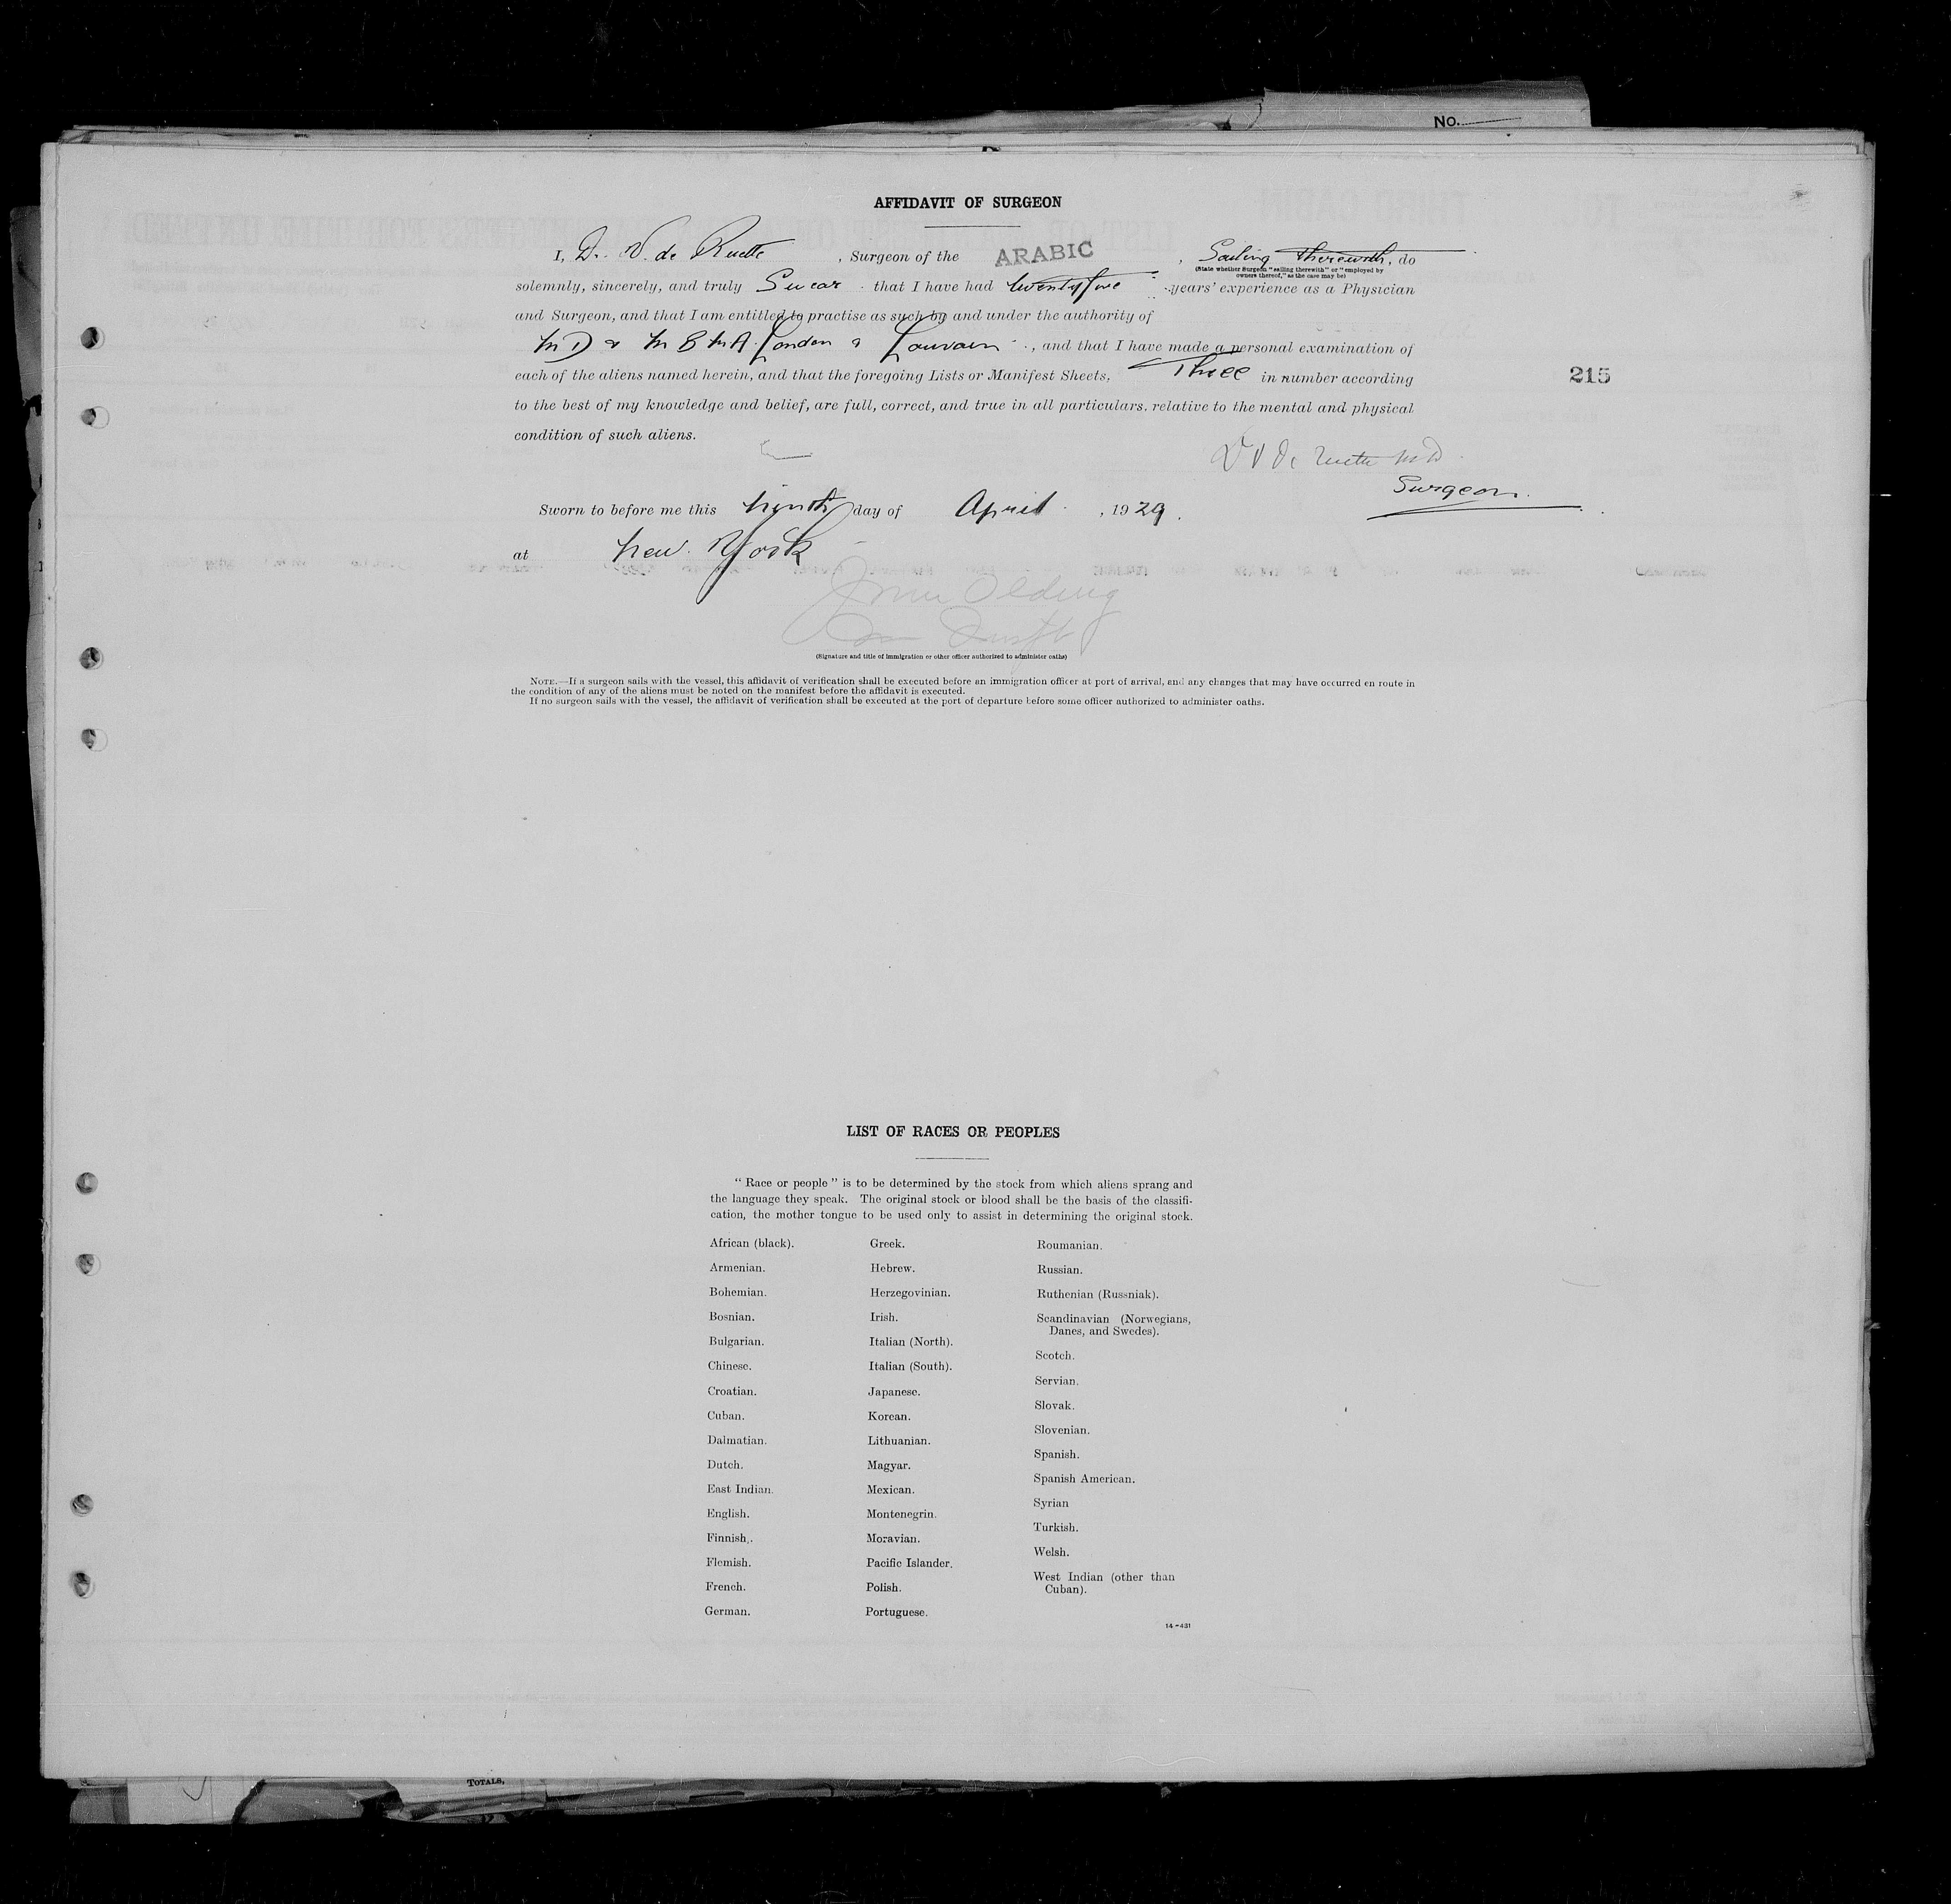 No.
AFFIDAVIT OF SURGEON
I, Dr. V. de Ruette, Surgeon of the ARABIC, Sailing therewith, do
(State whether Surgeon "sailing therewith" or "employed by
owners thereof," as the case may be)
solemnly, sincerely, and truly Swear that I have had twenty five years' experience as a Physician
and Surgeon, and that I am entitled to practise as such by and under the authority of
M D & M B M A London & Louvain, and that I have made a personal examination of
each of the aliens named herein, and that the foregoing Lists or Manifest Sheets, Three in number according
215
to the best of my knowledge and belief, are full, correct, and true in all particulars, relative to the mental and physical
condition of such aliens.
Surgeon.
Sworn to before me this day of April, 1929.
at New York
Olding
(Signature and title of immigration or other officer authorized to administer oaths)
NOTE.—If a surgeon sails with the vessel, this affidavit of verification shall be executed before an immigration officer at port of arrival, and any changes that may have occurred en route in
the condition of any of the aliens must be noted on the manifest before the affidavit is executed.
If no surgeon sails with the vessel, the affidavit of verification shall be executed at the port of departure before some officer authorized to administer oaths.
LIST OF RACES OR PEOPLES
"Race or people" is to be determined by the stock from which aliens sprang and
the language they speak. The original stock or blood shall be the basis of the classifi-
cation, the mother tongue to be used only to assist in determining the original stock.
African (black).
Armenian.
Bohemian.
Bosnian.
Bulgarian.
Chinese.
Croatian.
Cuban.
Dalmatian.
Dutch.
East Indian.
English.
Finnish.
Flemish.
French.
German.
Greek.
Hebrew.
Herzegovinian.
Irish.
Italian (North).
Italian (South).
Japanese.
Korean.
Lithuanian.
Magyar.
Mexican.
Montenegrin.
Moravian.
Pacific Islander.
Polish.
Portuguese.
Roumanian.
Russian.
Ruthenian (Russniak).
Scandinavian (Norwegians,
Danes, and Swedes).
Scotch.
Servian.
Slovak.
Slovenian.
Spanish.
Spanish American.
Syrian
Turkish.
Welsh.
West Indian (other than
Cuban).
14-431
TOTALS,